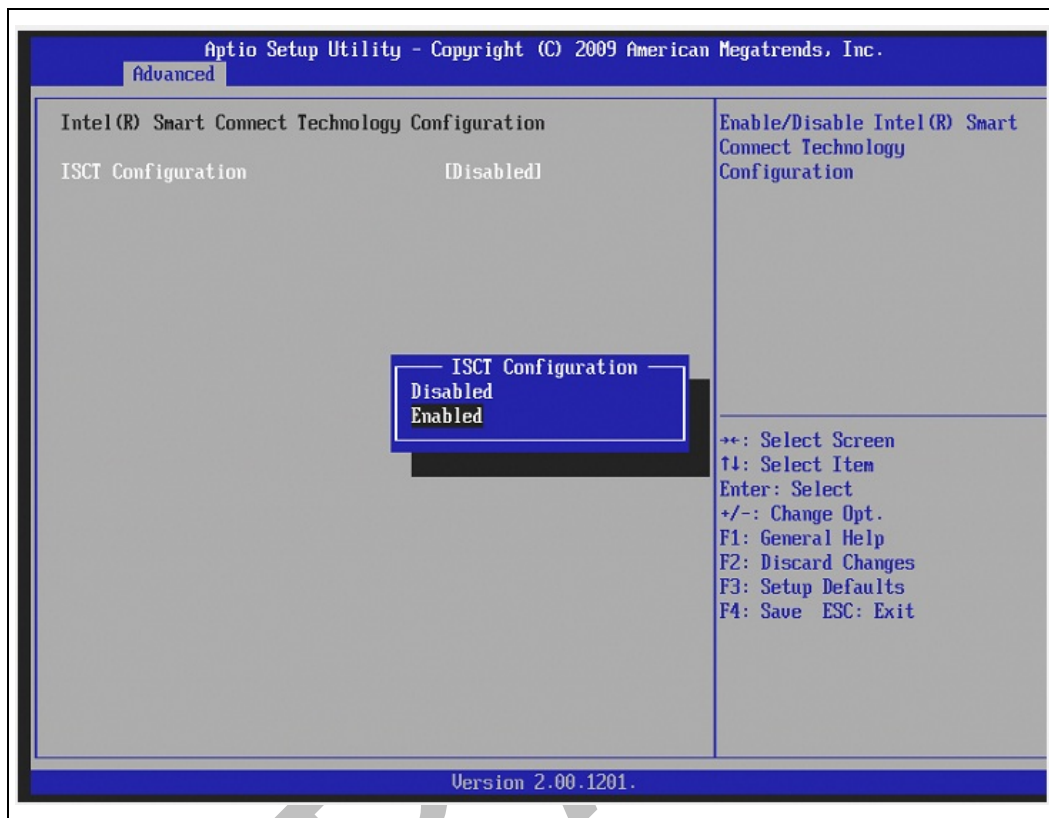 Aptio Setup Utility - Copyright (C) 2009 American Megatrends, Inc.
Advanced
Intel(R) Smart Connect Technology Configuration
ISCT Configuration [Disabled]
Enable/Disable Intel(R) Smart
Connect Technology
Configuration
ISCT Configuration
Disabled
Enabled
→←: Select Screen
↑↓: Select Item
Enter: Select
+/-: Change Opt.
F1: General Help
F2: Discard Changes
F3: Setup Defaults
F4: Save ESC: Exit
Version 2.00.1201.